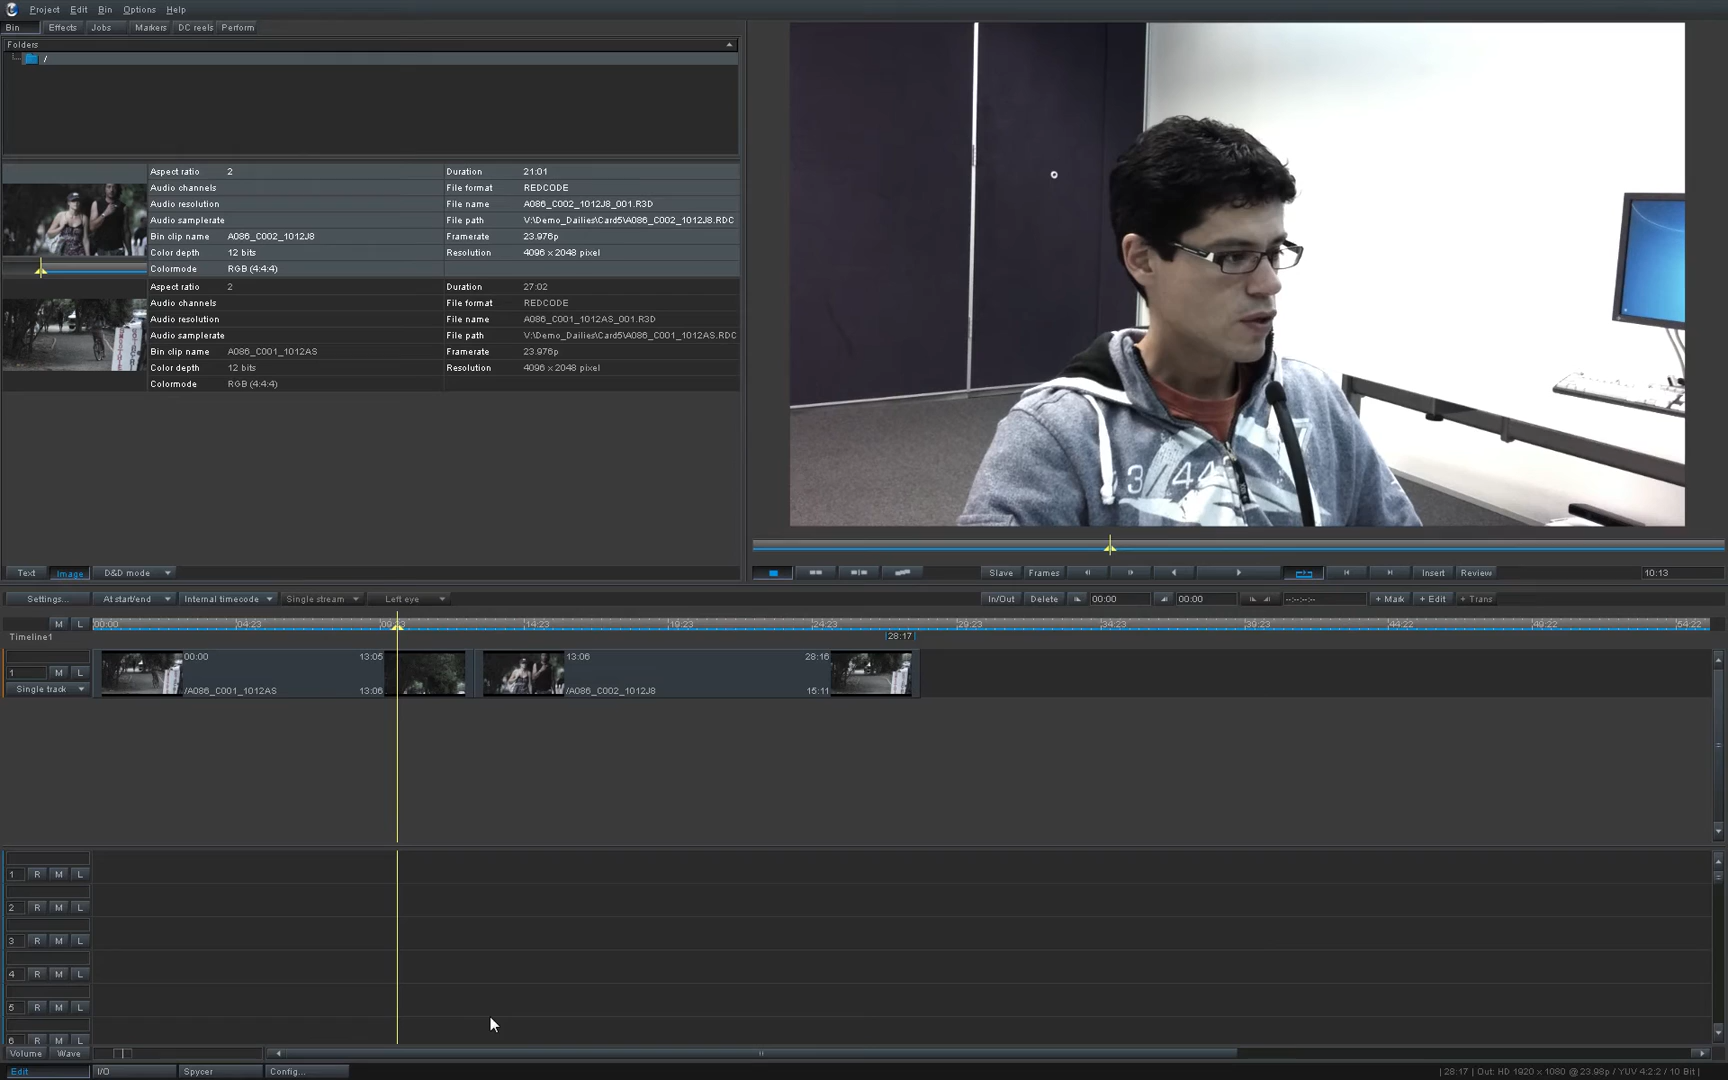 Project Edit Bin Options Help
Bin Effects Jobs Markers DC reels Perform
Folders
/
Aspect ratio 2 Duration 21:01
Audio channels File format REDCODE
Audio resolution File name A086_C002_1012J8_001.R3D
Audio samplerate File path V:\Demo_Dailies\Card5\A086_C002_1012J8.RDC
Bin clip name A086_C002_1012J8 Framerate 23.976p
Color depth 12 bits Resolution 4096 x 2048 pixel
Colormode RGB (4:4:4)
Aspect ratio 2 Duration 27:02
Audio channels File format REDCODE
Audio resolution File name A086_C001_1012AS_001.R3D
Audio samplerate File path V:\Demo_Dailies\Card5\A086_C001_1012AS.RDC
Bin clip name A086_C001_1012AS Framerate 23.976p
Color depth 12 bits Resolution 4096 x 2048 pixel
Colormode RGB (4:4:4)
Text Image D&D mode
Slave Frames Insert Review 10:13
Settings... At start/end Internal timecode Single stream Left eye In/Out Delete 00:00 00:00 --:--:--:-- + Mark + Edit + Trans
M L 00:00 04:23 14:23 19:23 24:23 29:23 34:23 39:23 44:22 49:22 54:22
Timeline1 28:17
00:00 13:05 13:06 28:16
1 M L
Single track /A086_C001_1012AS 13:06 /A086_C002_1012J8 15:11
1 R M L
2 R M L
3 R M L
4 R M L
5 R M L
6 R M L
Volume Wave
Edit I/O Spycer Config... | 28:17 | Out: HD 1920 x 1080 @ 23.98p / YUV 4:2:2 / 10 Bit |